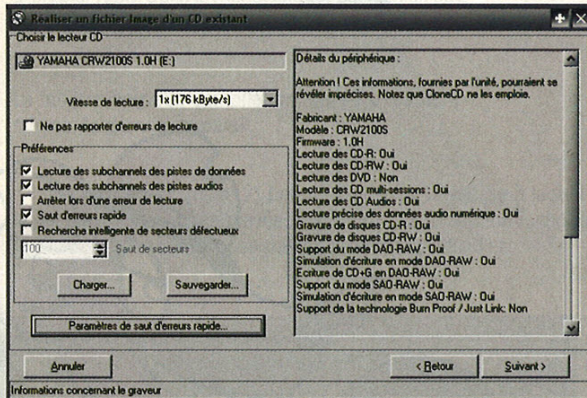 Réaliser un fichier Image d'un CD existant
Choisir le lecteur CD
YAMAHA CRW2100S 1.0H (E:)
Vitesse de lecture : 1x (176 kByte/s)
Ne pas rapporter d'erreurs de lecture
Préférences
Lecture des subchannels des pistes de données
Lecture des subchannels des pistes audios
Arrêter lors d'une erreur de lecture
Saut d'erreurs rapide
Recherche intelligente de secteurs défectueux
100 Saut de secteurs
Charger... Sauvegarder...
Paramètres de saut d'erreurs rapide...
Détails du périphérique :
Attention ! Ces informations, fournies par l'unité, pourraient se
révéler imprécises. Notez que CloneCD ne les emploie.
Fabricant : YAMAHA
Modèle : CRW2100S
Firmware : 1.0H
Lecture des CD-R : Oui
Lecture des CD-RW : Oui
Lecture des DVD : Non
Lecture des CD multi-sessions : Oui
Lecture des CD Audios : Oui
Lecture précise des données audio numérique : Oui
Gravure de disques CD-R : Oui
Gravure de disques CD-RW : Oui
Support du mode DAO-RAW : Oui
Simulation d'écriture en mode DAO-RAW : Oui
Ecriture de CD+G en DAO-RAW : Oui
Support du mode SAO-RAW : Oui
Simulation d'écriture en mode SAO-RAW : Oui
Support de la technologie Burn Proof / Just Link: Non
Annuler < Retour Suivant >
Informations concernant le graveur